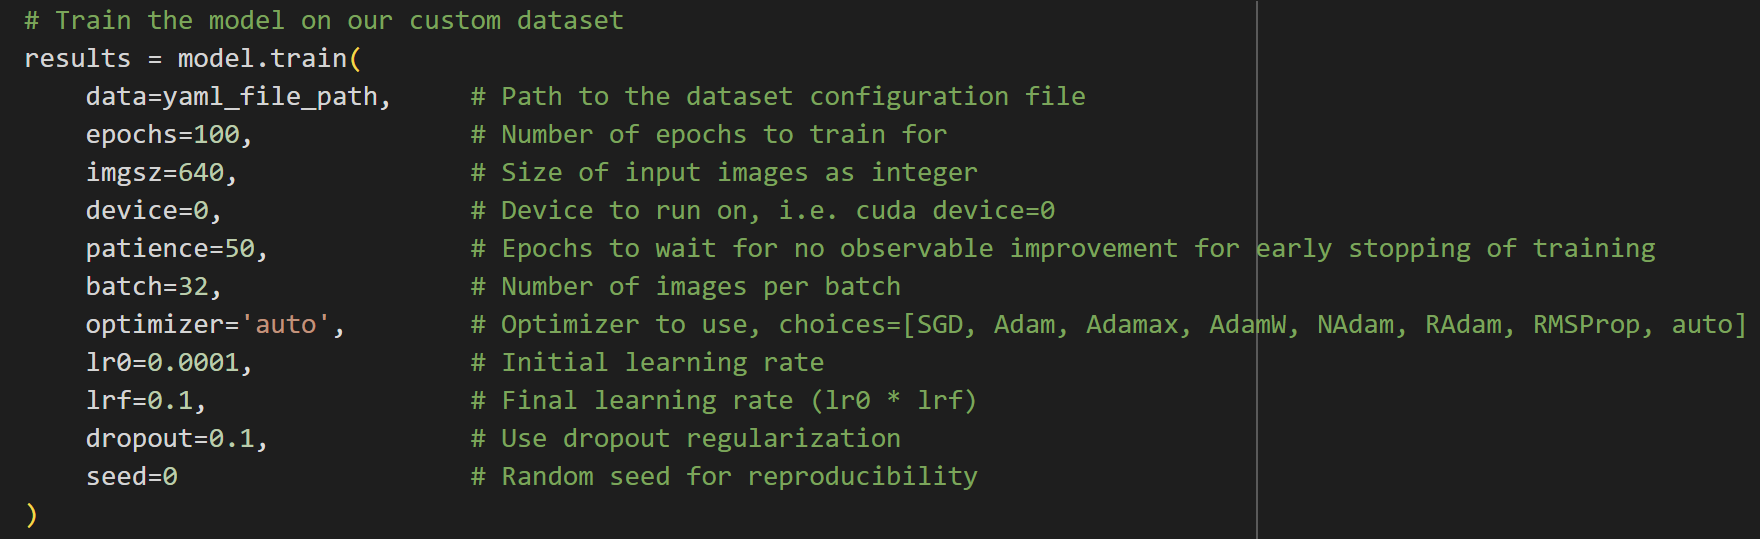 # Train the model on our custom dataset
results = model.train(
    data=yaml_file_path,     # Path to the dataset configuration file
    epochs=100,              # Number of epochs to train for
    imgsz=640,               # Size of input images as integer
    device=0,                # Device to run on, i.e. cuda device=0
    patience=50,             # Epochs to wait for no observable improvement for early stopping of training
    batch=32,                # Number of images per batch
    optimizer='auto',        # Optimizer to use, choices=[SGD, Adam, Adamax, AdamW, NAdam, RAdam, RMSProp, auto]
    lr0=0.0001,              # Initial learning rate
    lrf=0.1,                 # Final learning rate (lr0 * lrf)
    dropout=0.1,             # Use dropout regularization
    seed=0                   # Random seed for reproducibility
)